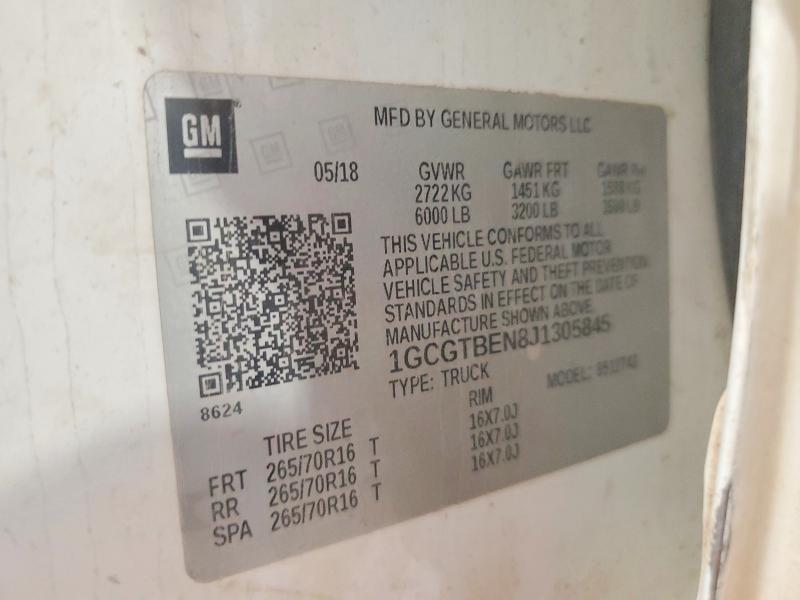 GM
MFD BY GENERAL MOTORS LLC
05/18
GVWR GAWR FRT GAWR
2722 KG 1451 KG KG
6000 LB 3200 LB LB
THIS VEHICLE CONFORMS TO ALL
APPLICABLE U.S. FEDERAL MOTOR
VEHICLE SAFETY AND THEFT PREVENTION
STANDARDS IN EFFECT ON THE DATE OF
MANUFACTURE SHOWN ABOVE.
1GCGTBEN8J1305845
TYPE: TRUCK MODEL:
8624
TIRE SIZE RIM
FRT 265/70R16 T 16X7.0J
RR 265/70R16 T 16X7.0J
SPA 265/70R16 T 16X7.0J